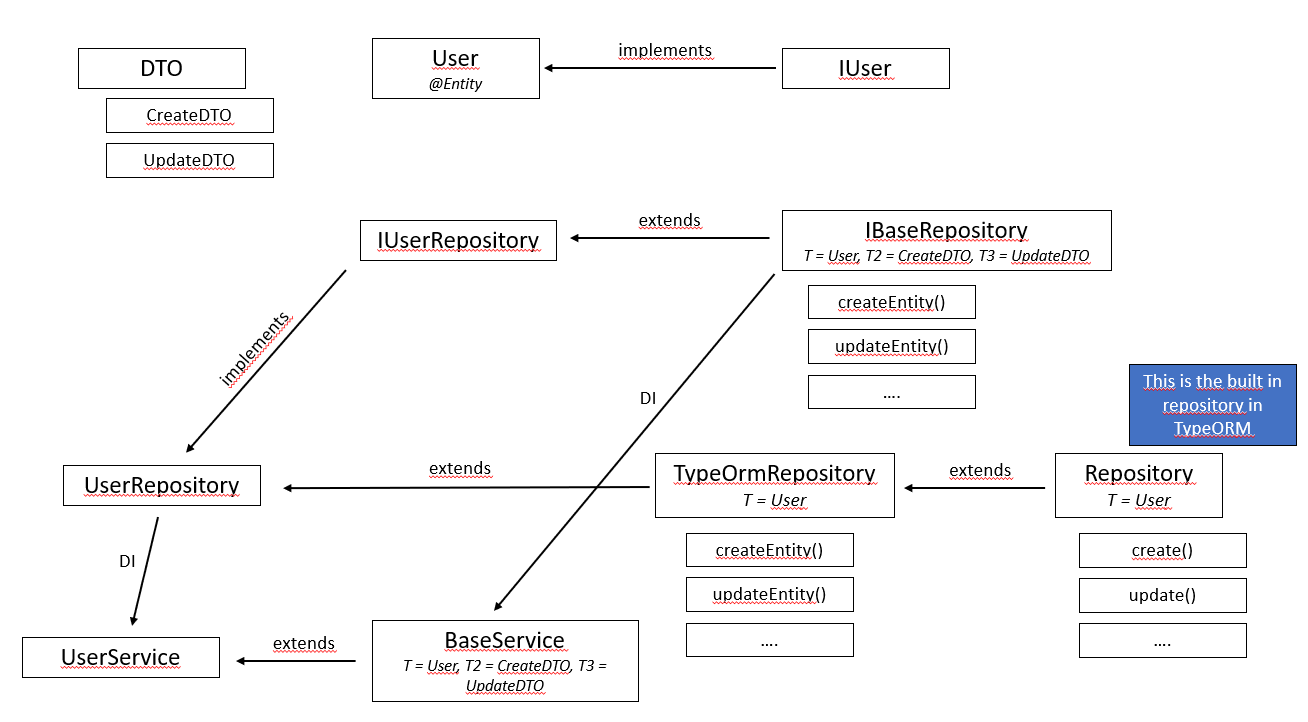 DTO
CreateDTO
UpdateDTO
User
@Entity
implements
IUser
IUserRepository
extends
IBaseRepository
T = User, T2 = CreateDTO, T3 = UpdateDTO
createEntity()
updateEntity()
....
implements
DI
This is the built in
repository in
TypeORM
UserRepository
extends
TypeOrmRepository
T = User
extends
Repository
T = User
createEntity()
updateEntity()
....
create()
update()
....
DI
UserService
extends
BaseService
T = User, T2 = CreateDTO, T3 =
UpdateDTO